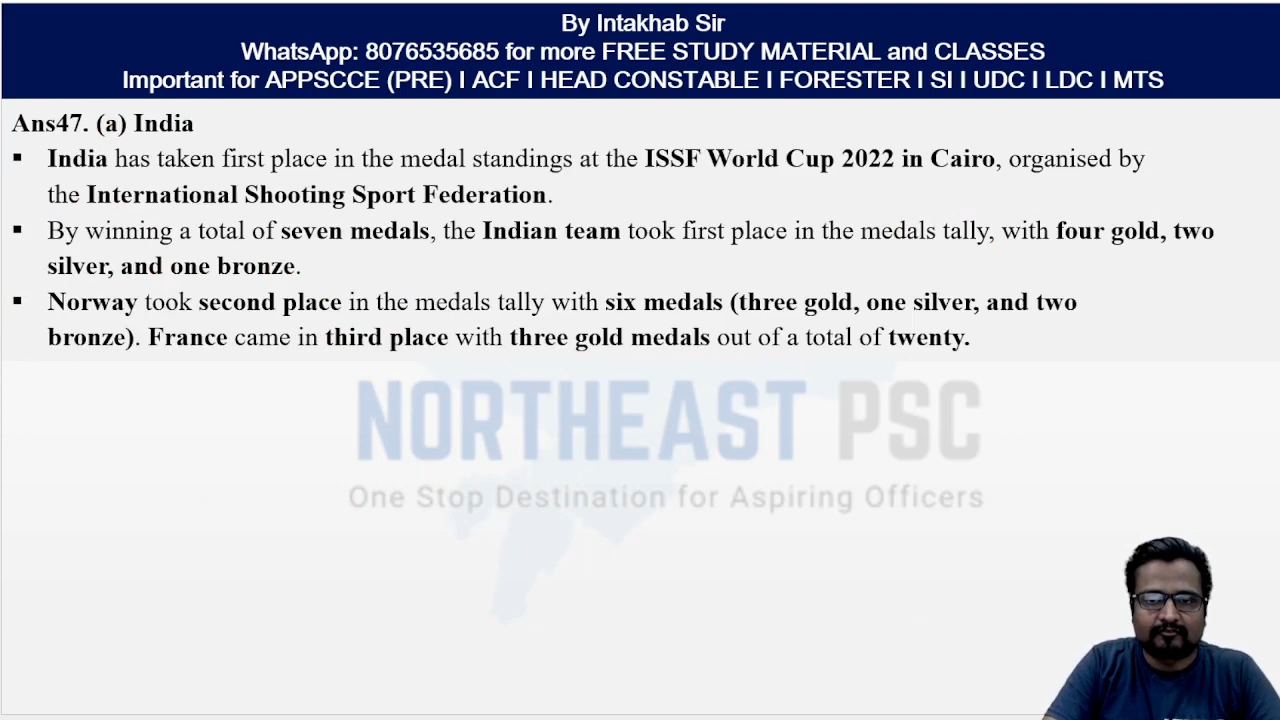 By Intakhab Sir
WhatsApp: 8076535685 for more FREE STUDY MATERIAL and CLASSES
Important for APPSCCE (PRE) I ACF I HEAD CONSTABLE I FORESTER I SI I UDC I LDC I MTS
Ans47. (a) India
▪ India has taken first place in the medal standings at the ISSF World Cup 2022 in Cairo, organised by
the International Shooting Sport Federation.
▪ By winning a total of seven medals, the Indian team took first place in the medals tally, with four gold, two
silver, and one bronze.
▪ Norway took second place in the medals tally with six medals (three gold, one silver, and two
bronze). France came in third place with three gold medals out of a total of twenty.
NORTHEAST PSC
One Stop Destination for Aspiring Officers